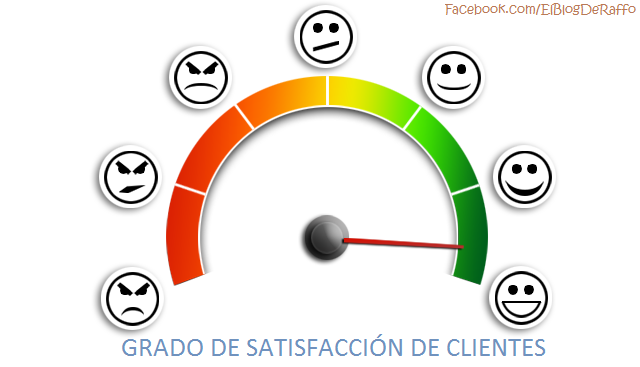 Facebook.com/ElBlogDeRaffo
GRADO DE SATISFACCIÓN DE CLIENTES